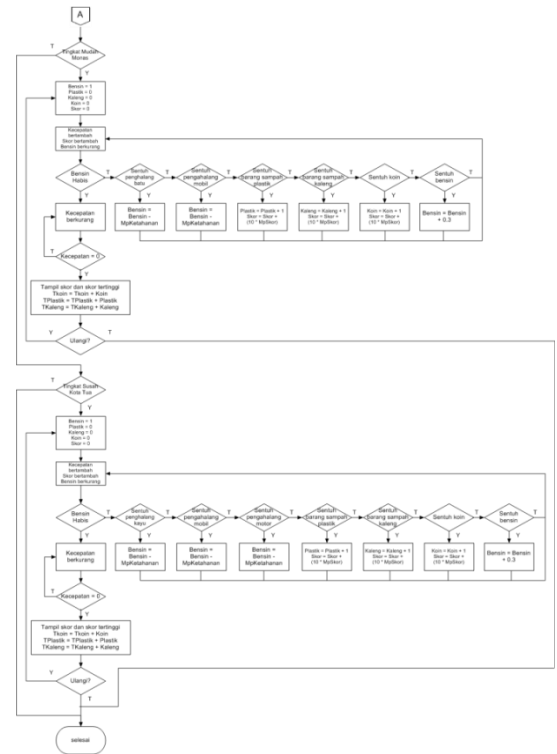 A
T
Tingkat Mudah
Monas
Y
Bensin = 1
Plastik = 0
Kaleng = 0
Koin = 0
Skor = 0
Kecepatan
bertambah
Skor bertambah
Bensin berkurang
Bensin
Habis
T
Sentuh
penghalang
batu
T
Sentuh
pengahalang
mobil
T
Sentuh
barang sampah
plastik
T
Sentuh
barang sampah
kaleng
T
Sentuh koin
T
Sentuh
bensin
T
Y
Y
Y
Y
Y
Y
Y
Kecepatan
berkurang
Bensin =
Bensin -
MpKetahanan
Bensin =
Bensin -
MpKetahanan
Plastik = Plastik + 1
Skor = Skor +
(10 * MpSkor)
Kaleng = Kaleng + 1
Skor = Skor +
(10 * MpSkor)
Koin = Koin + 1
Skor = Skor +
(10 * MpSkor)
Bensin = Bensin
+ 0.3
T
Kecepatan = 0
Y
Tampil skor dan skor tertinggi
Tkoin = Tkoin + Koin
TPlastik = TPlastik + Plastik
TKaleng = TKaleng + Kaleng
Y
Ulangi?
T
T
Tingkat Susah
Kota Tua
Y
Bensin = 1
Plastik = 0
Kaleng = 0
Koin = 0
Skor = 0
Kecepatan
bertambah
Skor bertambah
Bensin berkurang
Bensin
Habis
T
Sentuh
penghalang
T
Sentuh
pengahalang
mobil
T
Sentuh
pengahalang
motor
T
Sentuh
barang sampah
plastik
T
Sentuh
barang sampah
kaleng
T
Sentuh koin
T
Sentuh
bensin
T
Y
Y
Y
Y
Y
Y
Y
Y
Kecepatan
berkurang
Bensin =
Bensin -
MpKetahanan
Bensin =
Bensin -
MpKetahanan
Bensin =
Bensin -
MpKetahanan
Plastik = Plastik + 1
Skor = Skor +
(10 * MpSkor)
Kaleng = Kaleng + 1
Skor = Skor +
(10 * MpSkor)
Koin = Koin + 1
Skor = Skor +
(10 * MpSkor)
Bensin = Bensin
+ 0.3
T
Kecepatan = 0
Y
Tampil skor dan skor tertinggi
Tkoin = Tkoin + Koin
TPlastik = TPlastik + Plastik
TKaleng = TKaleng + Kaleng
Y
Ulangi?
T
selesai